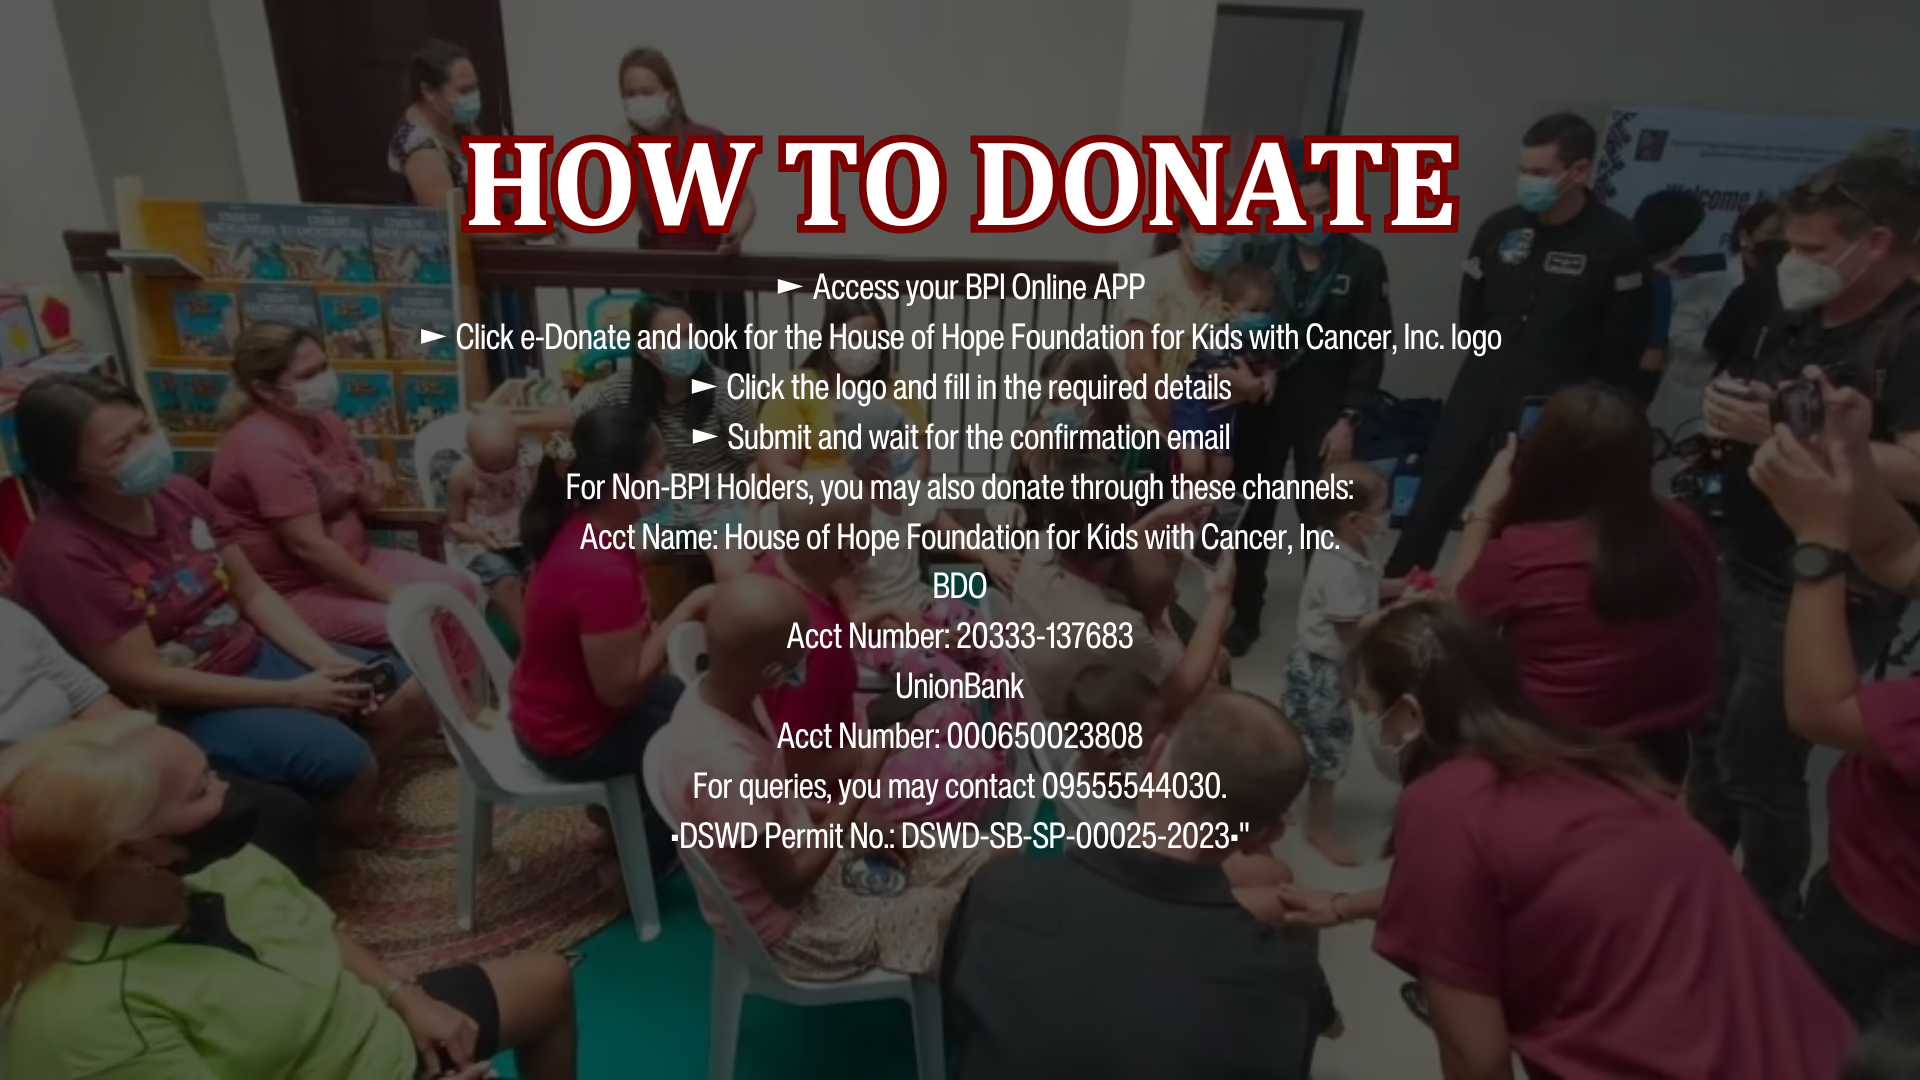 HOW TO DONATE
► Access your BPI Online APP
► Click e-Donate and look for the House of Hope Foundation for Kids with Cancer, Inc. logo
► Click the logo and fill in the required details
► Submit and wait for the confirmation email
For Non-BPI Holders, you may also donate through these channels:
Acct Name: House of Hope Foundation for Kids with Cancer, Inc.
BDO
Acct Number: 20333-137683
UnionBank
Acct Number: 000650023808
For queries, you may contact 09555544030.
▪DSWD Permit No.: DSWD-SB-SP-00025-2023▪"
Welcome